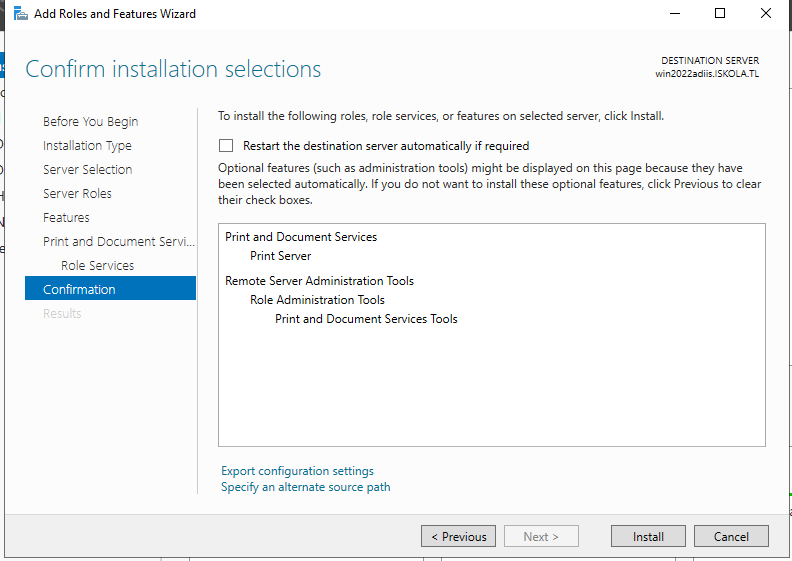 Add Roles and Features Wizard
Confirm installation selections
DESTINATION SERVER
win2022adiis.ISKOLA.TL
Before You Begin
Installation Type
Server Selection
Server Roles
Features
Print and Document Servi...
Role Services
Confirmation
Results
To install the following roles, role services, or features on selected server, click Install.
Restart the destination server automatically if required
Optional features (such as administration tools) might be displayed on this page because they have
been selected automatically. If you do not want to install these optional features, click Previous to clear
their check boxes.
Print and Document Services
Print Server
Remote Server Administration Tools
Role Administration Tools
Print and Document Services Tools
Export configuration settings
Specify an alternate source path
< Previous
Next >
Install
Cancel